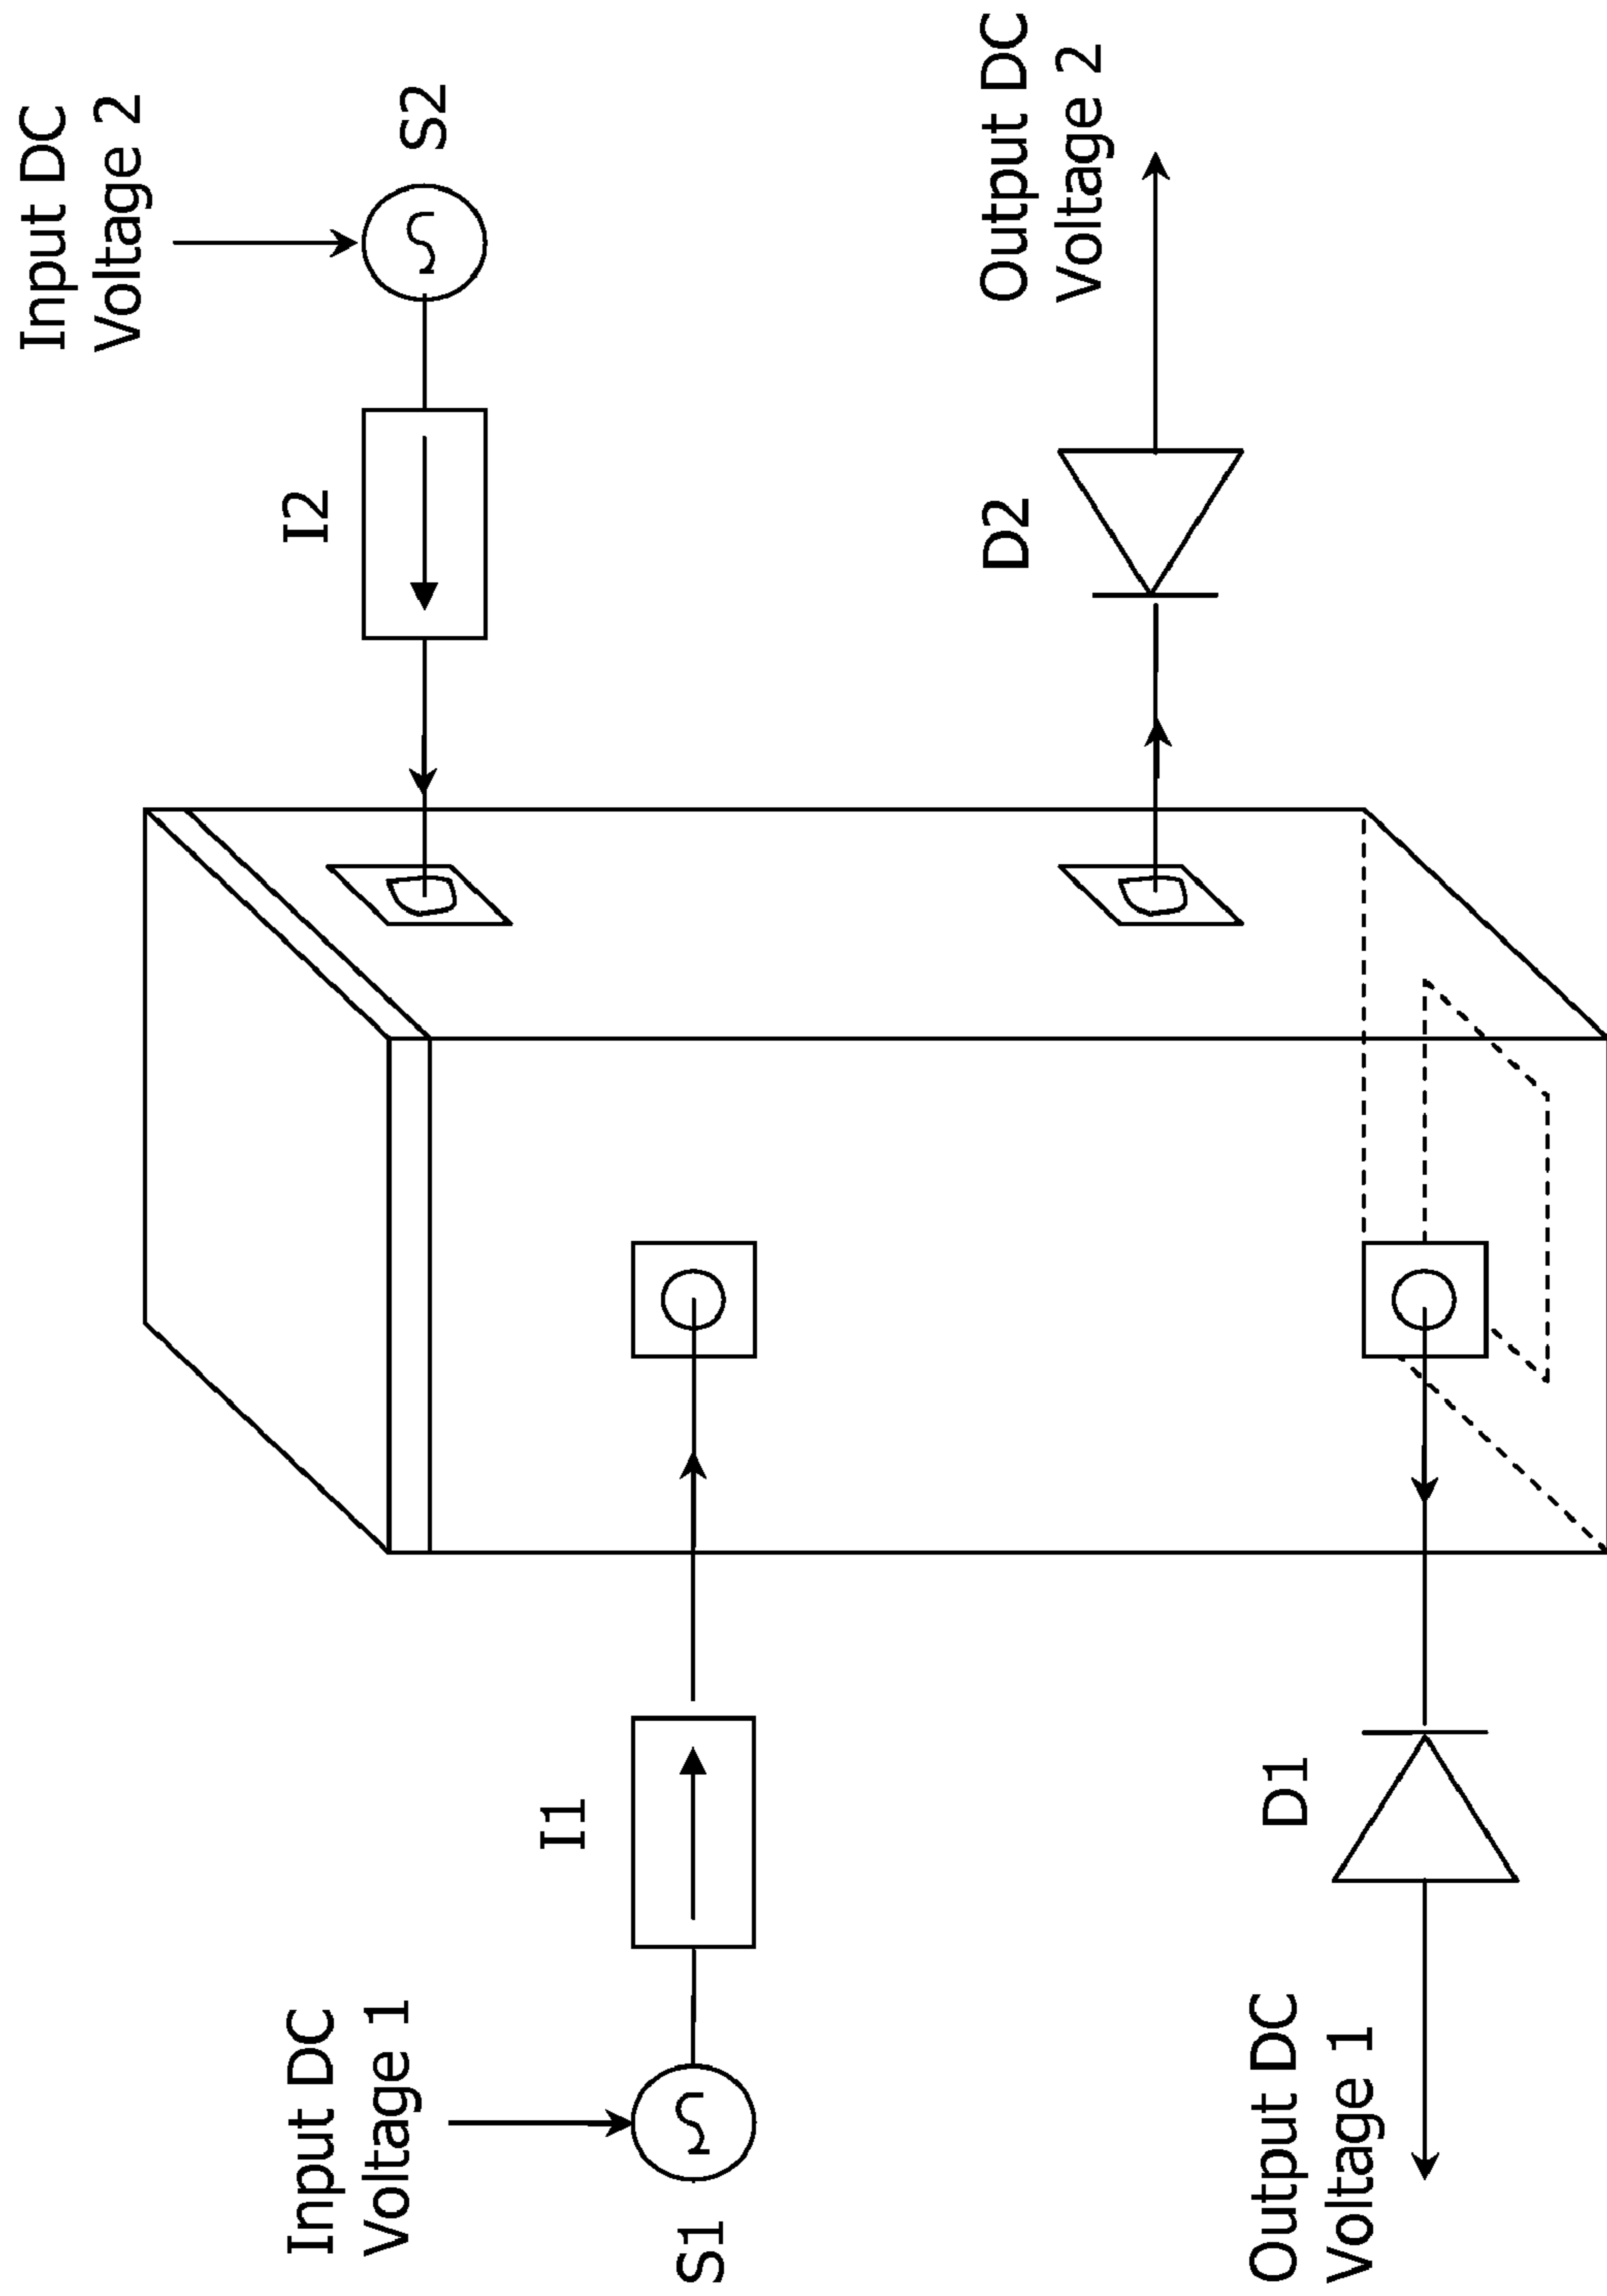 Input DC
Voltage 2
S2
I2
Output DC
Voltage 2
D2
Input DC
Voltage 1
S1
I1
D1
Output DC
Voltage 1